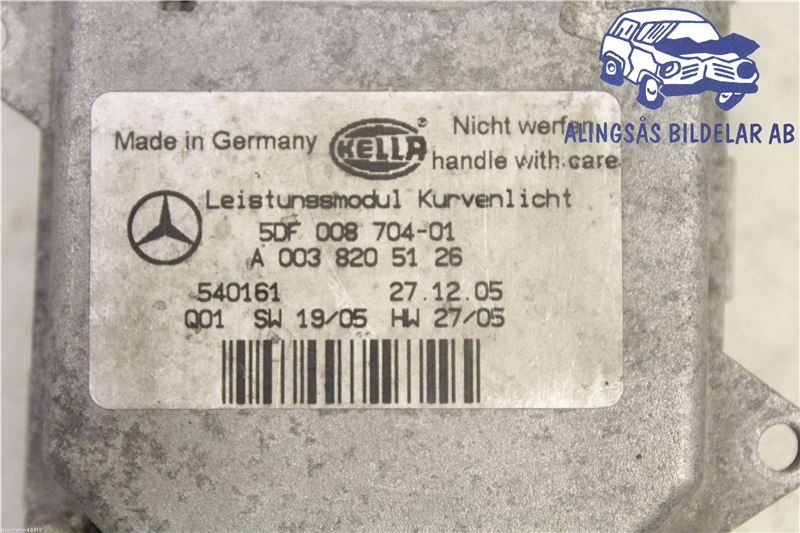 Made in Germany
HELLA
®
Nicht werfen
handle with care
ALINGSÅS BILDELAR AB
Leistungsmodul Kurvenlicht
5DF 008 704-01
A 003 820 51 26
540161 27.12.05
Q01 SW 19/05 HW 27/05